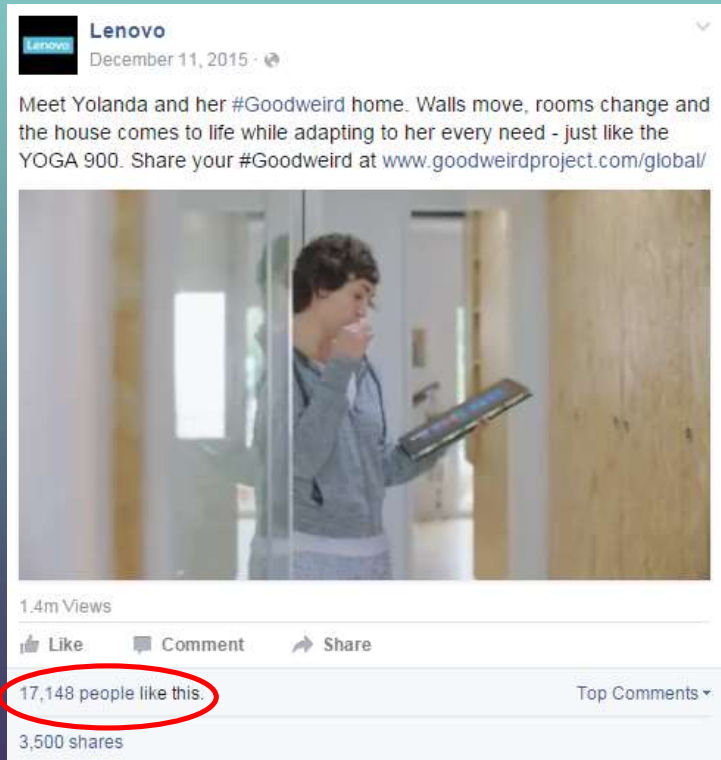 Lenovo
Lenovo
December 11, 2015 ·
Meet Yolanda and her #Goodweird home. Walls move, rooms change and
the house comes to life while adapting to her every need - just like the
YOGA 900. Share your #Goodweird at www.goodweirdproject.com/global/
1.4m Views
Like Comment Share
17,148 people like this.
Top Comments
3,500 shares